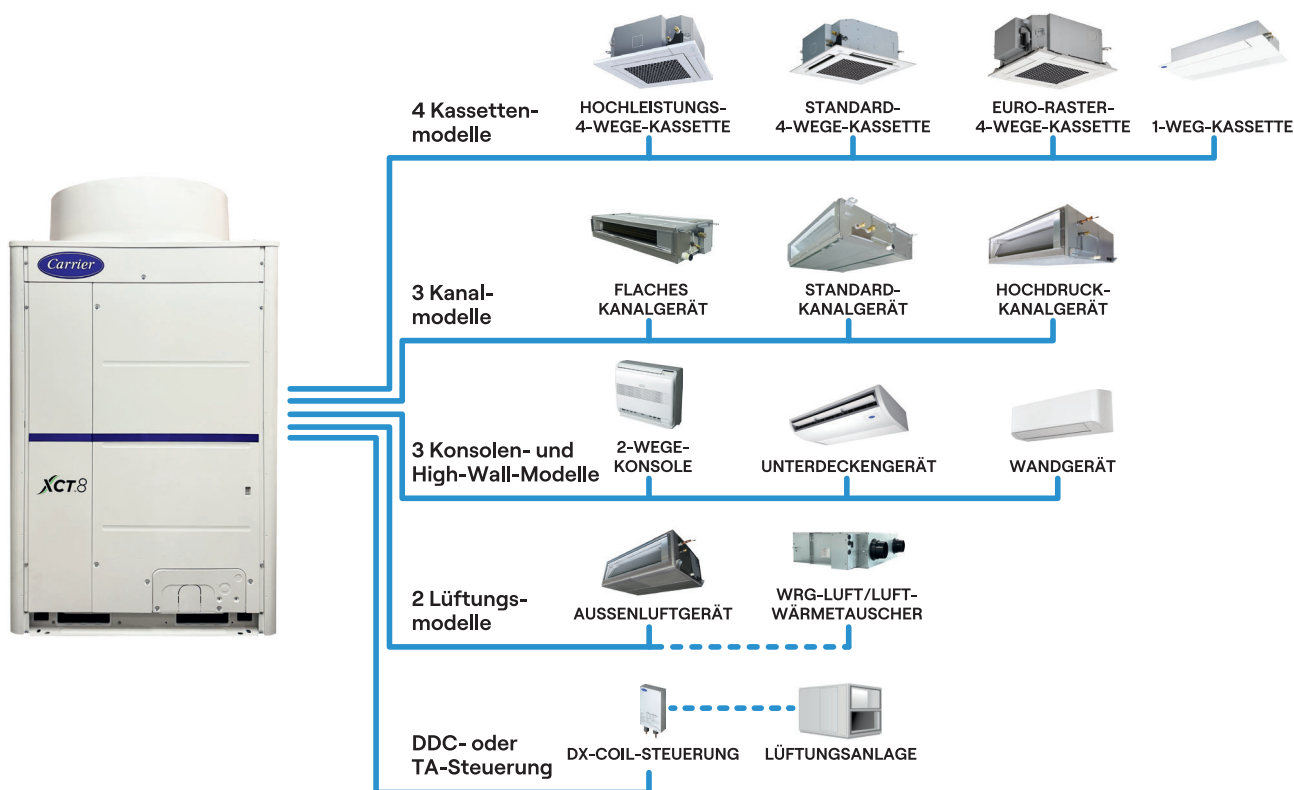 4 Kassetten-
modelle
HOCHLEISTUNGS-
4-WEGE-KASSETTE
STANDARD-
4-WEGE-KASSETTE
EURO-RASTER-
4-WEGE-KASSETTE
1-WEG-KASSETTE
Carrier
XCT.8
3 Kanal-
modelle
FLACHES
KANALGERÄT
STANDARD-
KANALGERÄT
HOCHDRUCK-
KANALGERÄT
3 Konsolen- und
High-Wall-Modelle
2-WEGE-
KONSOLE
UNTERDECKENGERÄT
WANDGERÄT
2 Lüftungs-
modelle
AUSSENLUFTGERÄT
WRG-LUFT/LUFT-
WÄRMETAUSCHER
DDC- oder
TA-Steuerung
DX-COIL-STEUERUNG
LÜFTUNGSANLAGE